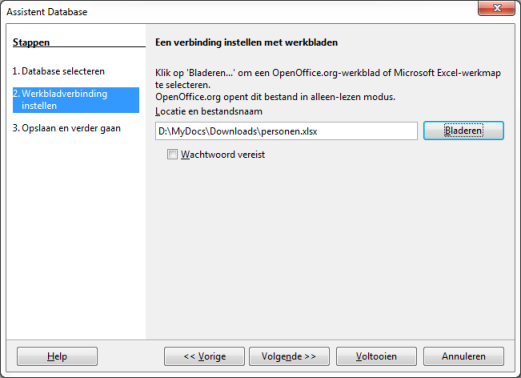 Assistent Database
Stappen
1. Database selecteren
2. Werkbladverbinding
instellen
3. Opslaan en verder gaan
Een verbinding instellen met werkbladen
Klik op 'Bladeren...' om een OpenOffice.org-werkblad of Microsoft Excel-werkmap
te selecteren.
OpenOffice.org opent dit bestand in alleen-lezen modus.
Locatie en bestandsnaam
D:\MyDocs\Downloads\personen.xlsx
Bladeren
Wachtwoord vereist
Help
<< Vorige
Volgende >>
Voltooien
Annuleren